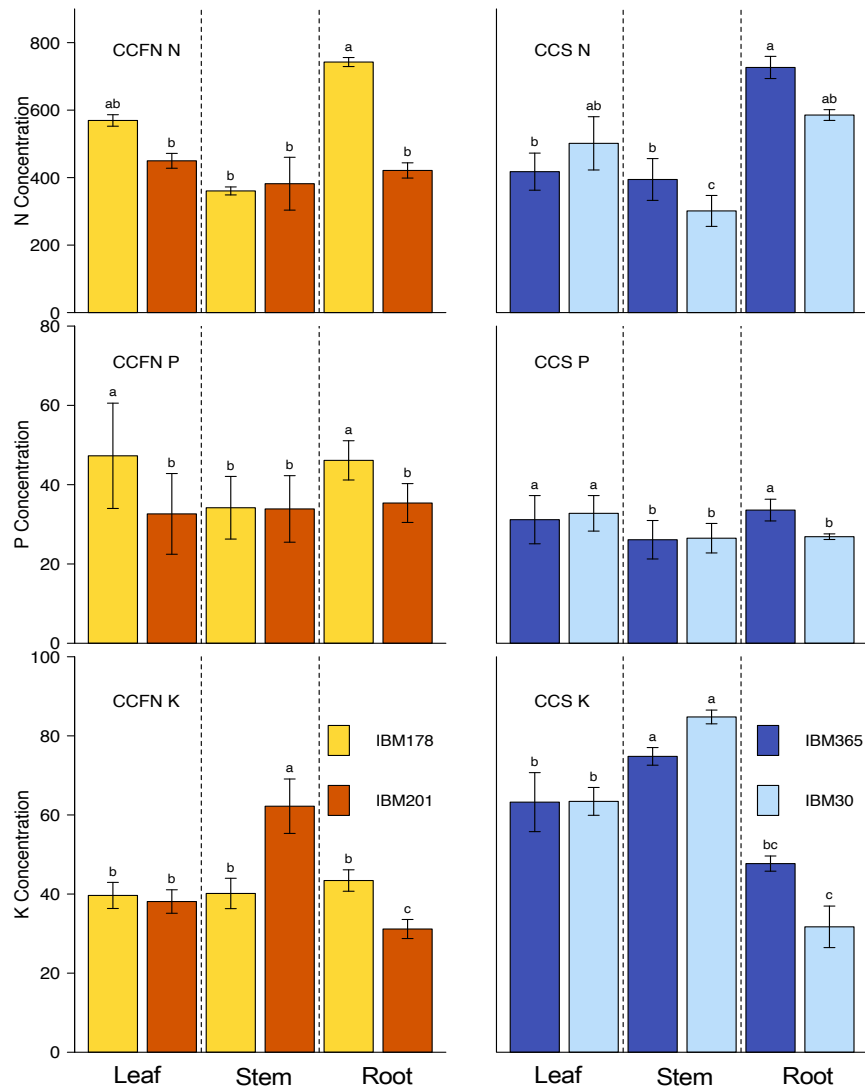 CCFN N
N Concentration
0
200
400
600
800
ab
b
b
b
a
b
CCS N
b
ab
b
c
a
ab
CCFN P
P Concentration
0
20
40
60
80
a
b
b
b
a
b
CCS P
a
a
b
b
a
b
CCFN K
K Concentration
0
20
40
60
80
100
b
b
b
a
b
c
IBM178
IBM201
Leaf
Stem
Root
CCS K
b
b
a
a
bc
c
IBM365
IBM30
Leaf
Stem
Root